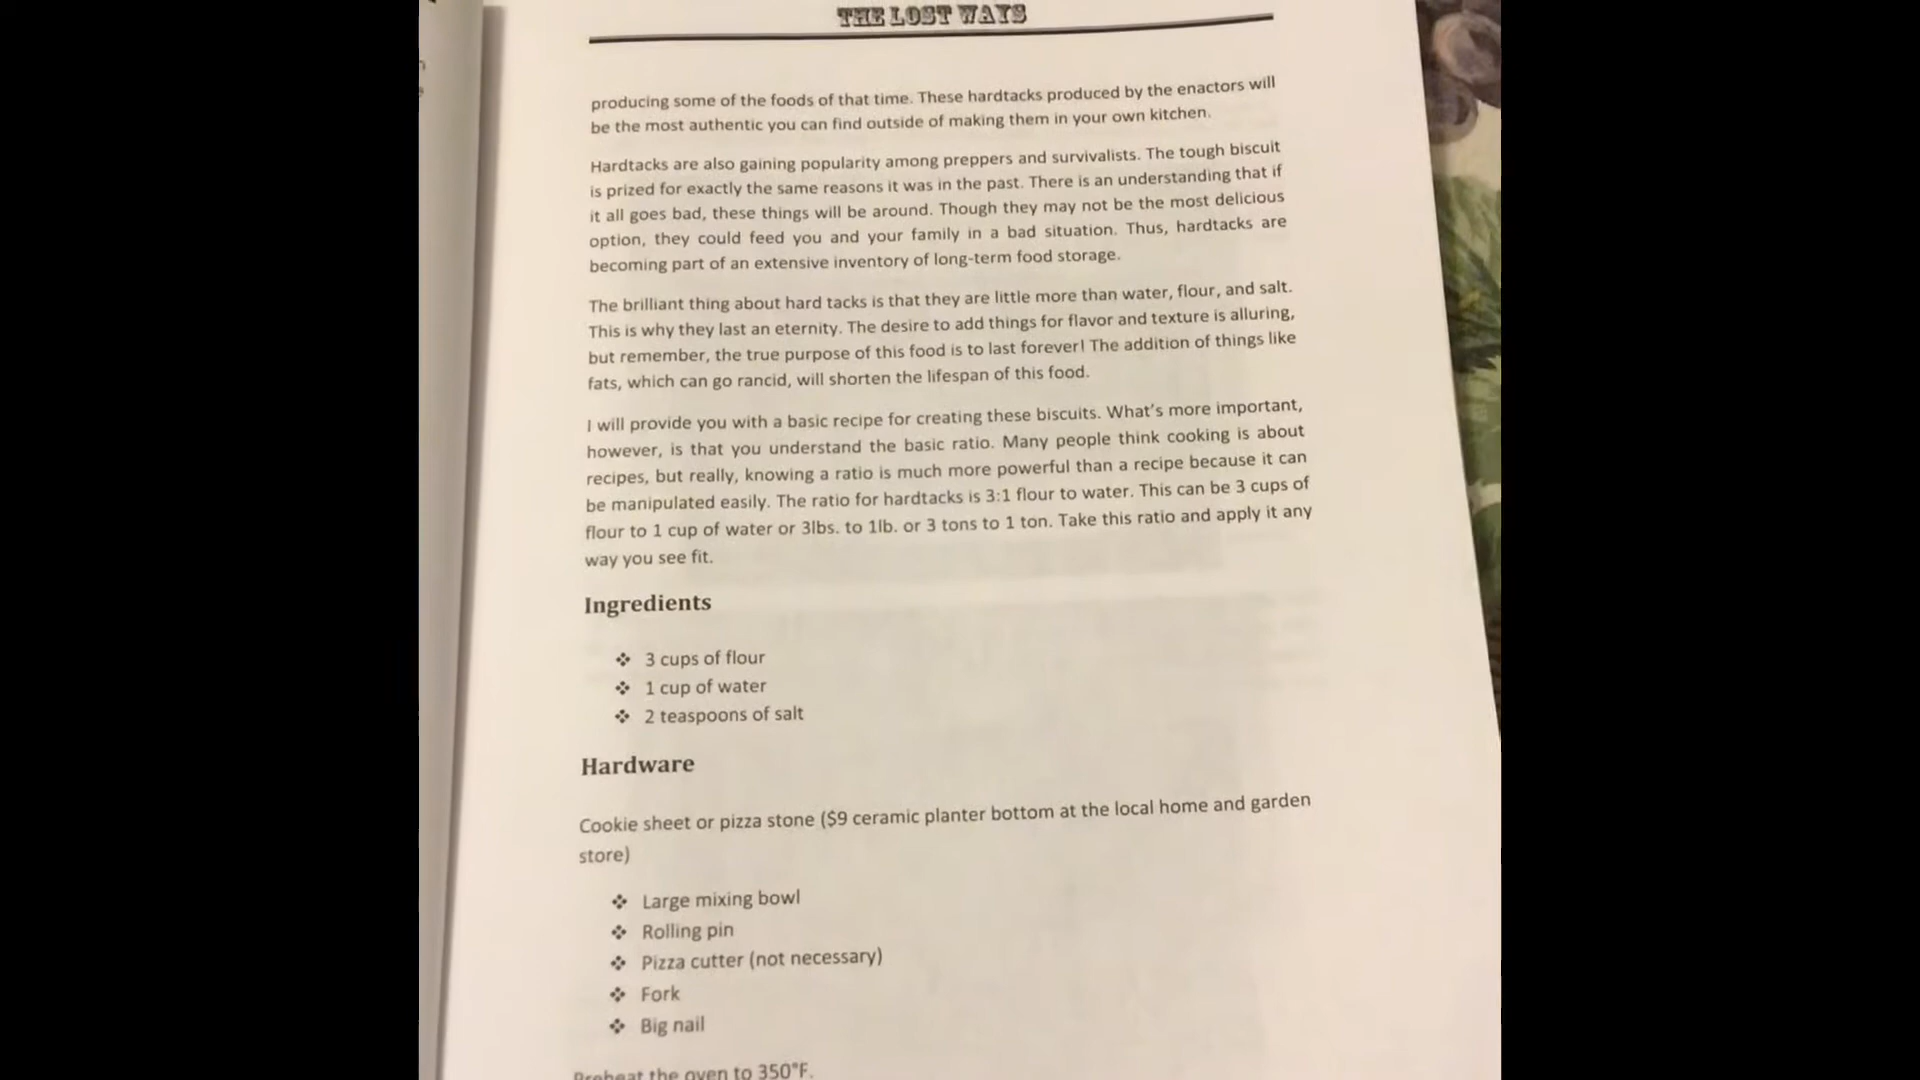 THE LOST WAYS
producing some of the foods of that time. These hardtacks produced by the enactors will
be the most authentic you can find outside of making them in your own kitchen.
Hardtacks are also gaining popularity among preppers and survivalists. The tough biscuit
is prized for exactly the same reasons it was in the past. There is an understanding that if
it all goes bad, these things will be around. Though they may not be the most delicious
option, they could feed you and your family in a bad situation. Thus, hardtacks are
becoming part of an extensive inventory of long-term food storage.
The brilliant thing about hard tacks is that they are little more than water, flour, and salt.
This is why they last an eternity. The desire to add things for flavor and texture is alluring,
but remember, the true purpose of this food is to last forever! The addition of things like
fats, which can go rancid, will shorten the lifespan of this food.
I will provide you with a basic recipe for creating these biscuits. What's more important,
however, is that you understand the basic ratio. Many people think cooking is about
recipes, but really, knowing a ratio is much more powerful than a recipe because it can
be manipulated easily. The ratio for hardtacks is 3:1 flour to water. This can be 3 cups of
flour to 1 cup of water or 3lbs. to 1lb. or 3 tons to 1 ton. Take this ratio and apply it any
way you see fit.
Ingredients
❖ 3 cups of flour
❖ 1 cup of water
❖ 2 teaspoons of salt
Hardware
Cookie sheet or pizza stone ($9 ceramic planter bottom at the local home and garden
store)
❖ Large mixing bowl
❖ Rolling pin
❖ Pizza cutter (not necessary)
❖ Fork
❖ Big nail
Preheat the oven to 350°F.